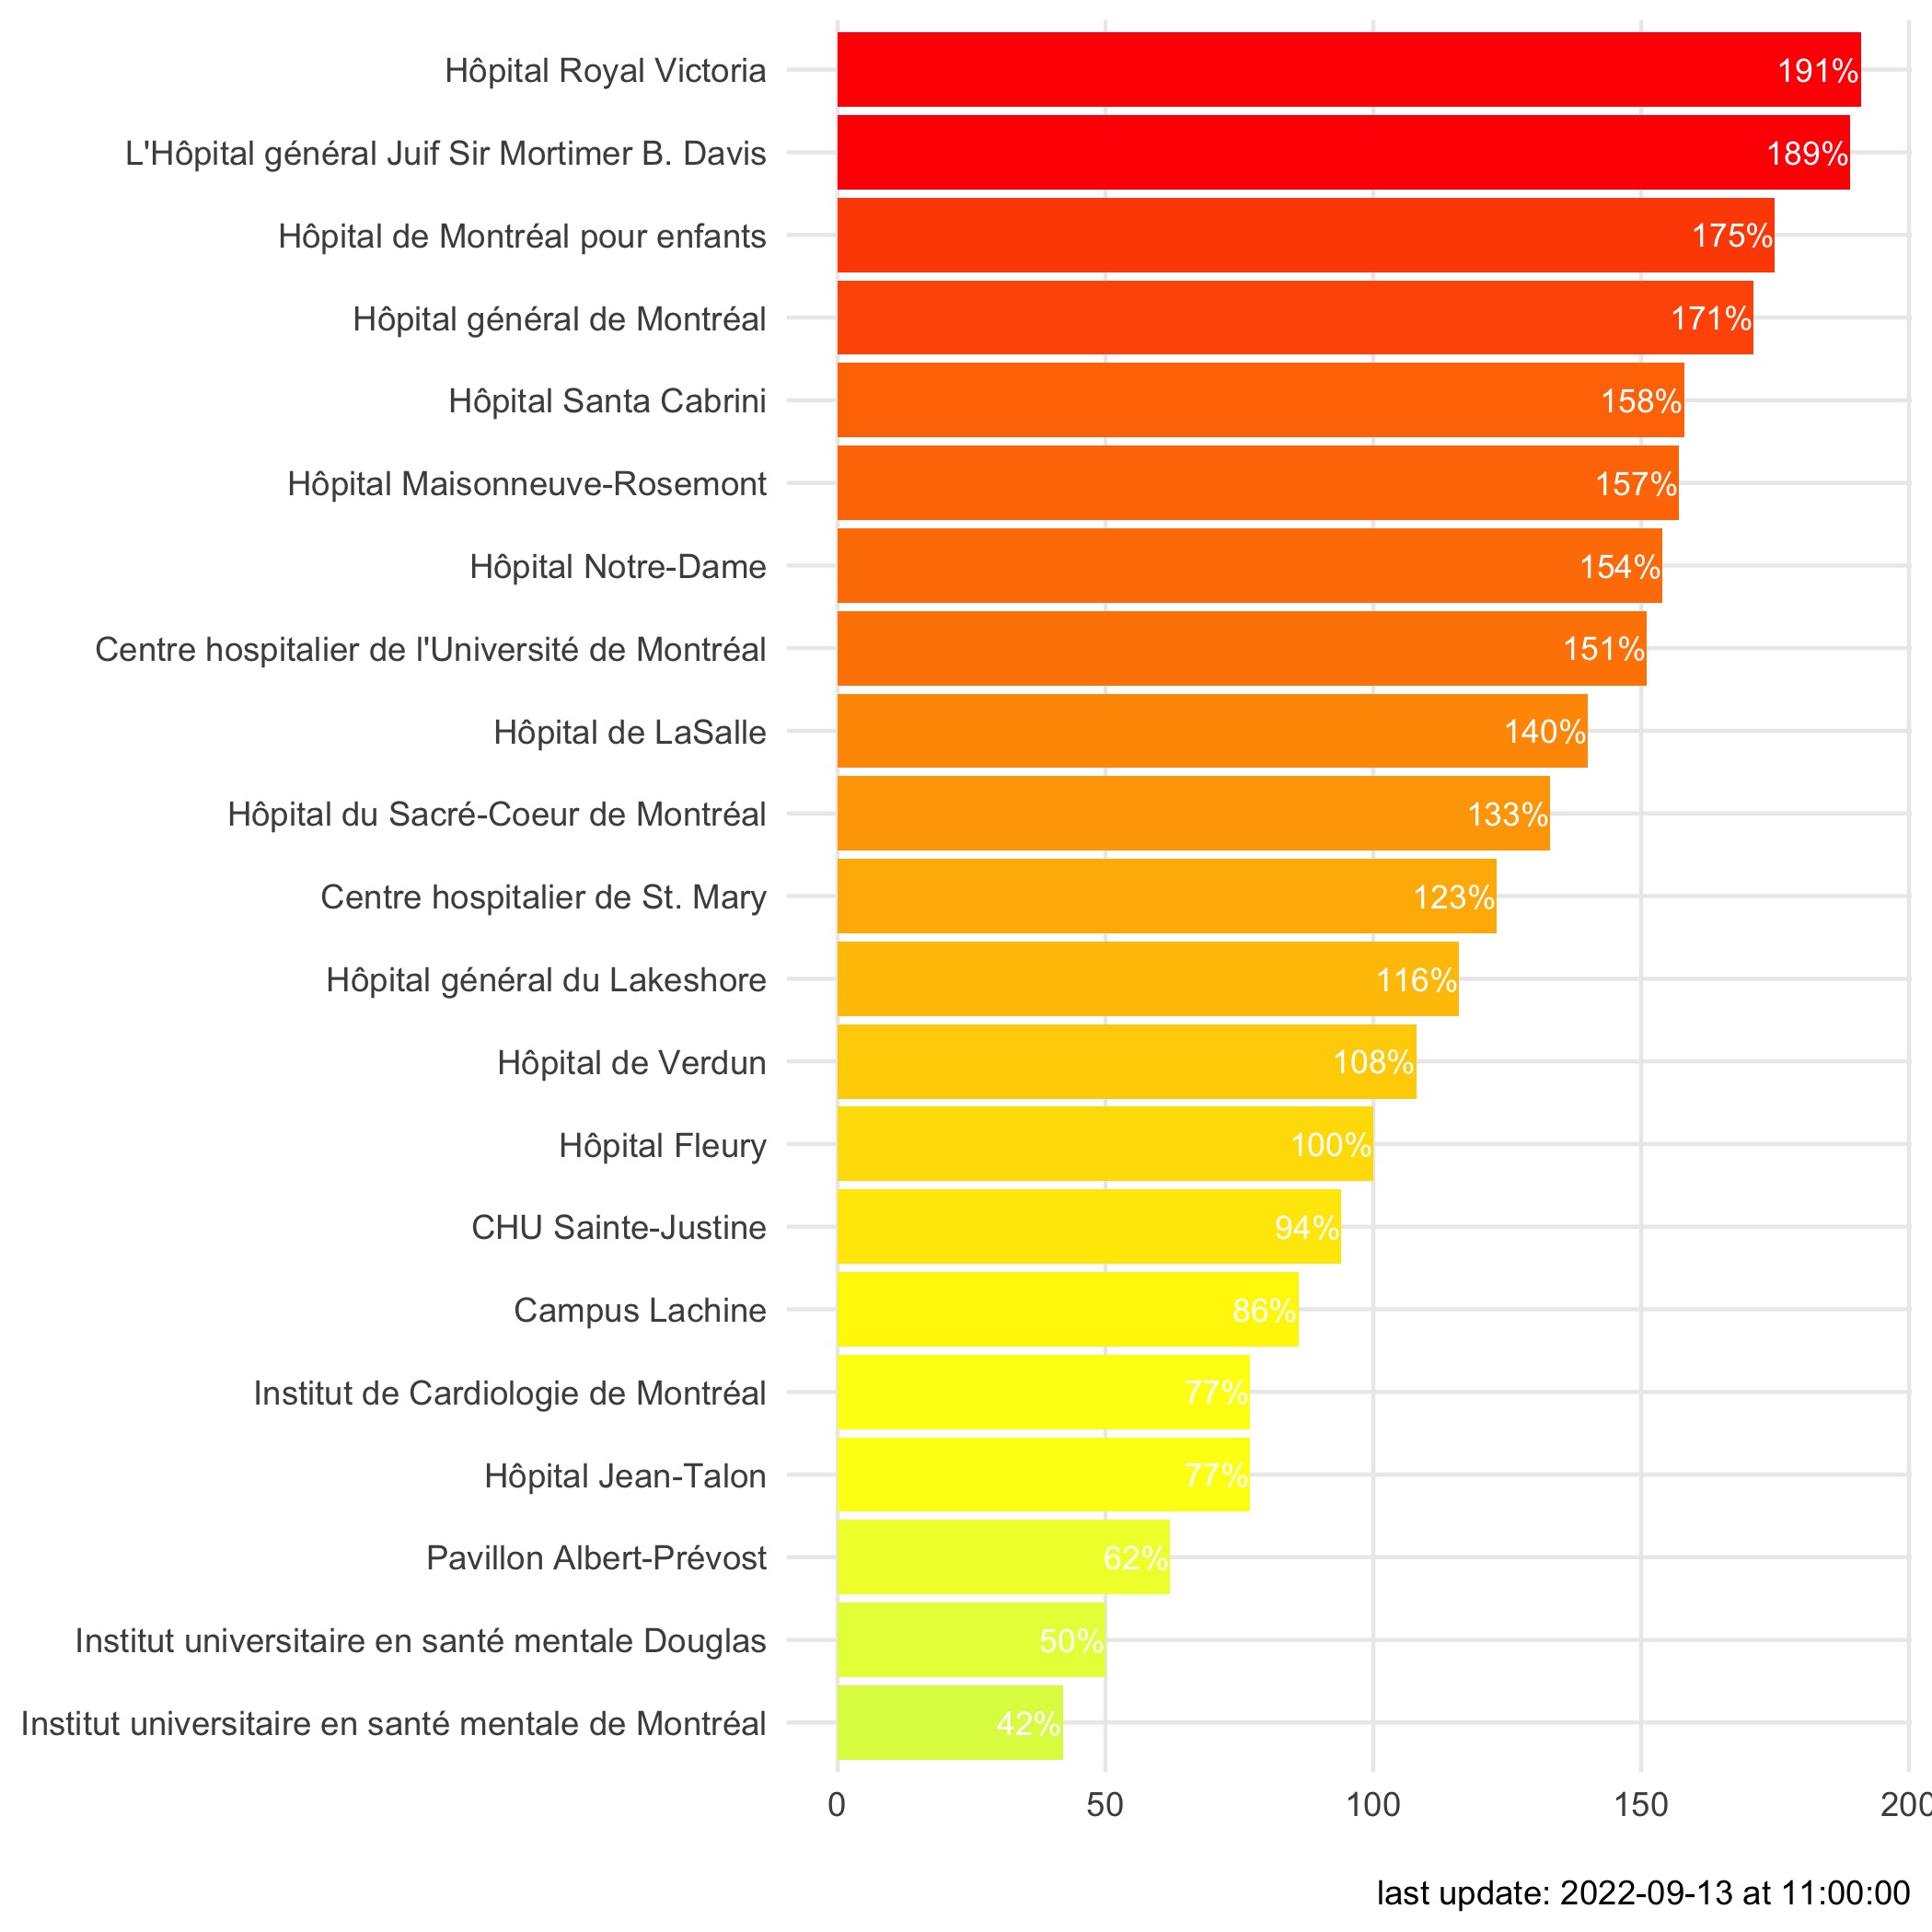 Hôpital Royal Victoria 191%
L'Hôpital général Juif Sir Mortimer B. Davis 189%
Hôpital de Montréal pour enfants 175%
Hôpital général de Montréal 171%
Hôpital Santa Cabrini 158%
Hôpital Maisonneuve-Rosemont 157%
Hôpital Notre-Dame 154%
Centre hospitalier de l'Université de Montréal 151%
Hôpital de LaSalle 140%
Hôpital du Sacré-Coeur de Montréal 133%
Centre hospitalier de St. Mary 123%
Hôpital général du Lakeshore 116%
Hôpital de Verdun 108%
Hôpital Fleury 100%
CHU Sainte-Justine 94%
Campus Lachine 86%
Institut de Cardiologie de Montréal 77%
Hôpital Jean-Talon 77%
Pavillon Albert-Prévost 62%
Institut universitaire en santé mentale Douglas 50%
Institut universitaire en santé mentale de Montréal 42%
0 50 100 150 200
last update: 2022-09-13 at 11:00:00